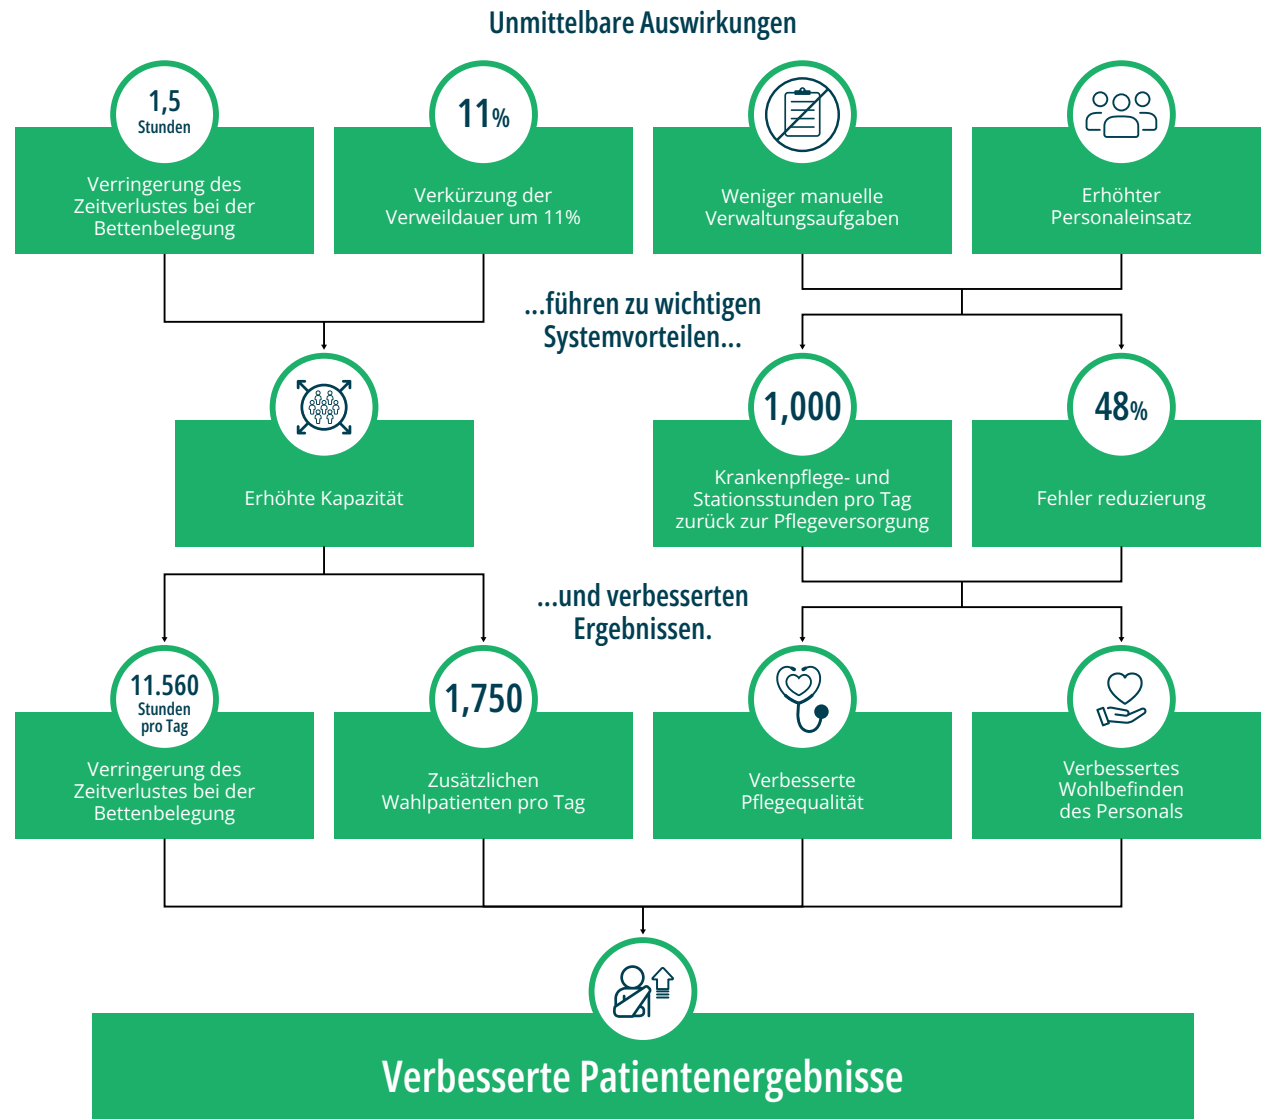 Unmittelbare Auswirkungen
1,5
Stunden
Verringerung des
Zeitverlustes bei der
Bettenbelegung
11%
Verkürzung der
Verweildauer um 11%
Weniger manuelle
Verwaltungsaufgaben
Erhöhter
Personaleinsatz
...führen zu wichtigen
Systemvorteilen...
Erhöhte Kapazität
1,000
Krankenpflege- und
Stationsstunden pro Tag
zurück zur Pflegeversorgung
48%
Fehler reduzierung
...und verbesserten
Ergebnissen.
11.560
Stunden
pro Tag
Verringerung des
Zeitverlustes bei der
Bettenbelegung
1,750
Zusätzlichen
Wahlpatienten pro Tag
Verbesserte
Pflegequalität
Verbessertes
Wohlbefinden
des Personals
Verbesserte Patientenergebnisse